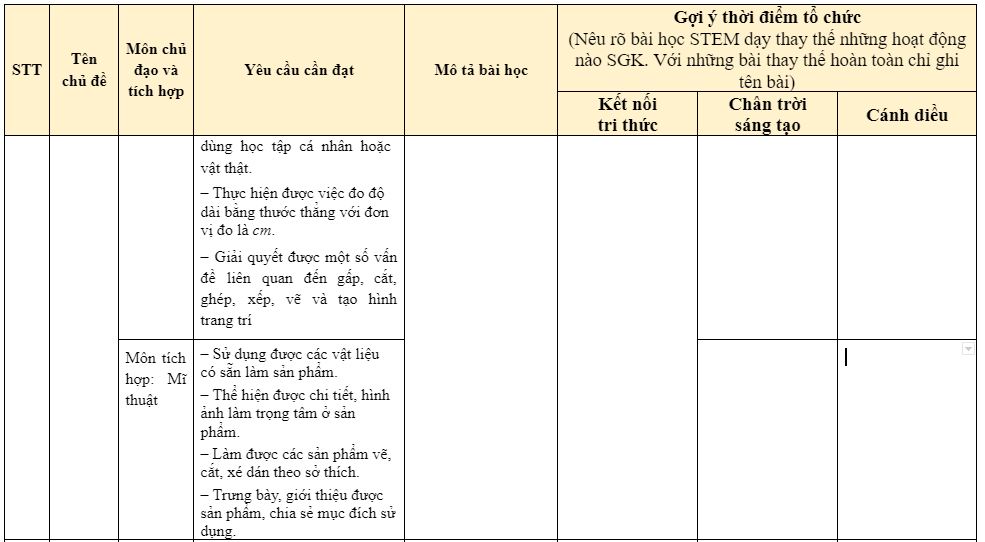 STT
Tên
chủ đề
Môn chủ
đạo và
tích hợp
Yêu cầu cần đạt
Mô tả bài học
Gợi ý thời điểm tổ chức
(Nêu rõ bài học STEM dạy thay thế những hoạt động
nào SGK. Với những bài thay thế hoàn toàn chỉ ghi
tên bài)
Kết nối
tri thức
Chân trời
sáng tạo
Cánh diều
dùng học tập cá nhân hoặc
vật thật.
– Thực hiện được việc đo độ
dài bằng thước thẳng với đơn
vị đo là cm.
– Giải quyết được một số vấn
đề liên quan đến gấp, cắt,
ghép, xếp, vẽ và tạo hình
trang trí
Môn tích
hợp: Mĩ
thuật
– Sử dụng được các vật liệu
có sẵn làm sản phẩm.
– Thể hiện được chi tiết, hình
ảnh làm trọng tâm ở sản
phẩm.
– Làm được các sản phẩm vẽ,
cắt, xé dán theo sở thích.
– Trưng bày, giới thiệu được
sản phẩm, chia sẻ mục đích sử
dụng.